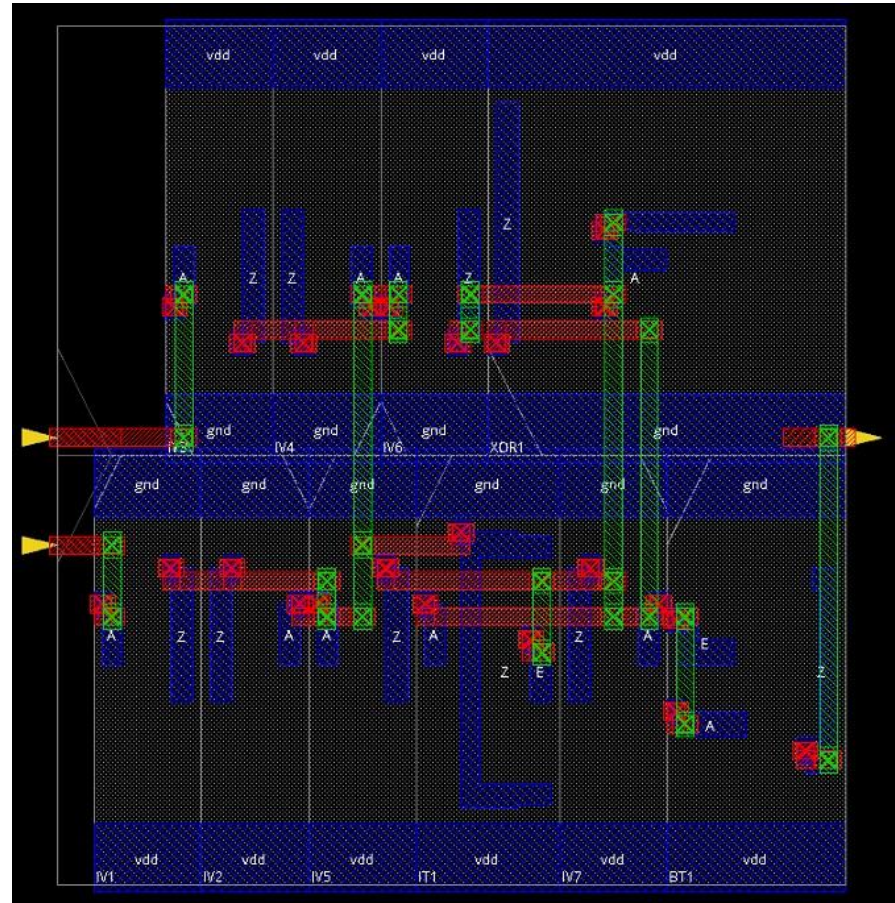 vdd vdd vdd vdd
Z
A Z Z A A Z A
gnd gnd gnd gnd
IV3 IV4 IV6 XOR1
gnd gnd gnd gnd gnd gnd
A Z Z A A Z A Z A E
Z E Z
A
vdd vdd vdd vdd vdd vdd
IV1 IV2 IV5 IT1 IV7 BT1